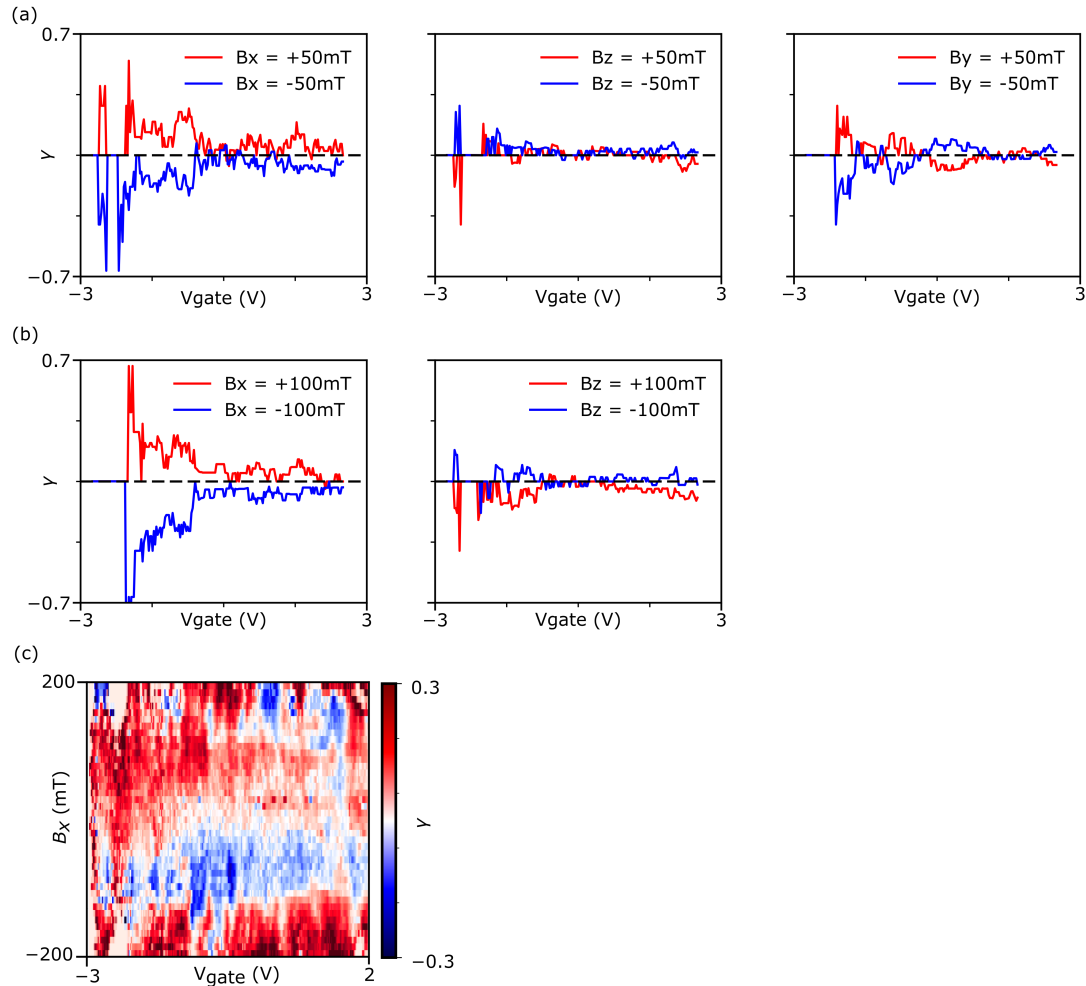 (a)
0.7
γ
−0.7
Bx = +50mT
Bx = -50mT
−3
Vgate (V)
3
Bz = +50mT
Bz = -50mT
−3
Vgate (V)
3
By = +50mT
By = -50mT
−3
Vgate (V)
3
(b)
0.7
γ
−0.7
Bx = +100mT
Bx = -100mT
−3
Vgate (V)
3
Bz = +100mT
Bz = -100mT
−3
Vgate (V)
3
(c)
200
Bx (mT)
−200
−3
Vgate (V)
2
0.3
γ
−0.3